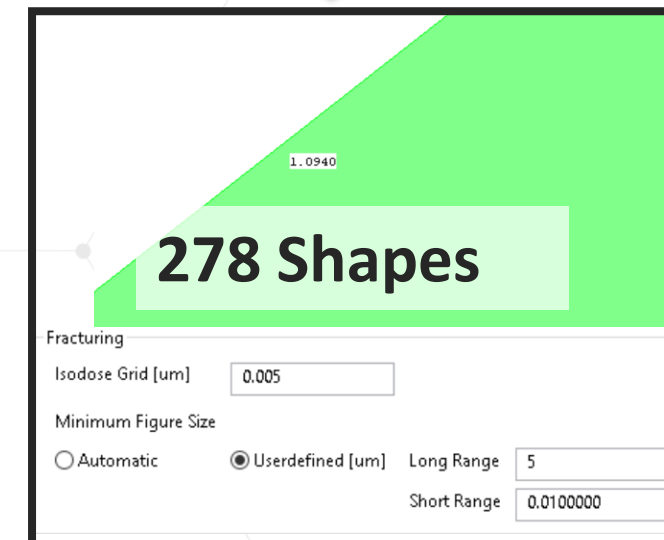 1.0940
278 Shapes
Fracturing
Isodose Grid [um] 0.005
Minimum Figure Size
Automatic Userdefined [um] Long Range 5
Short Range 0.0100000